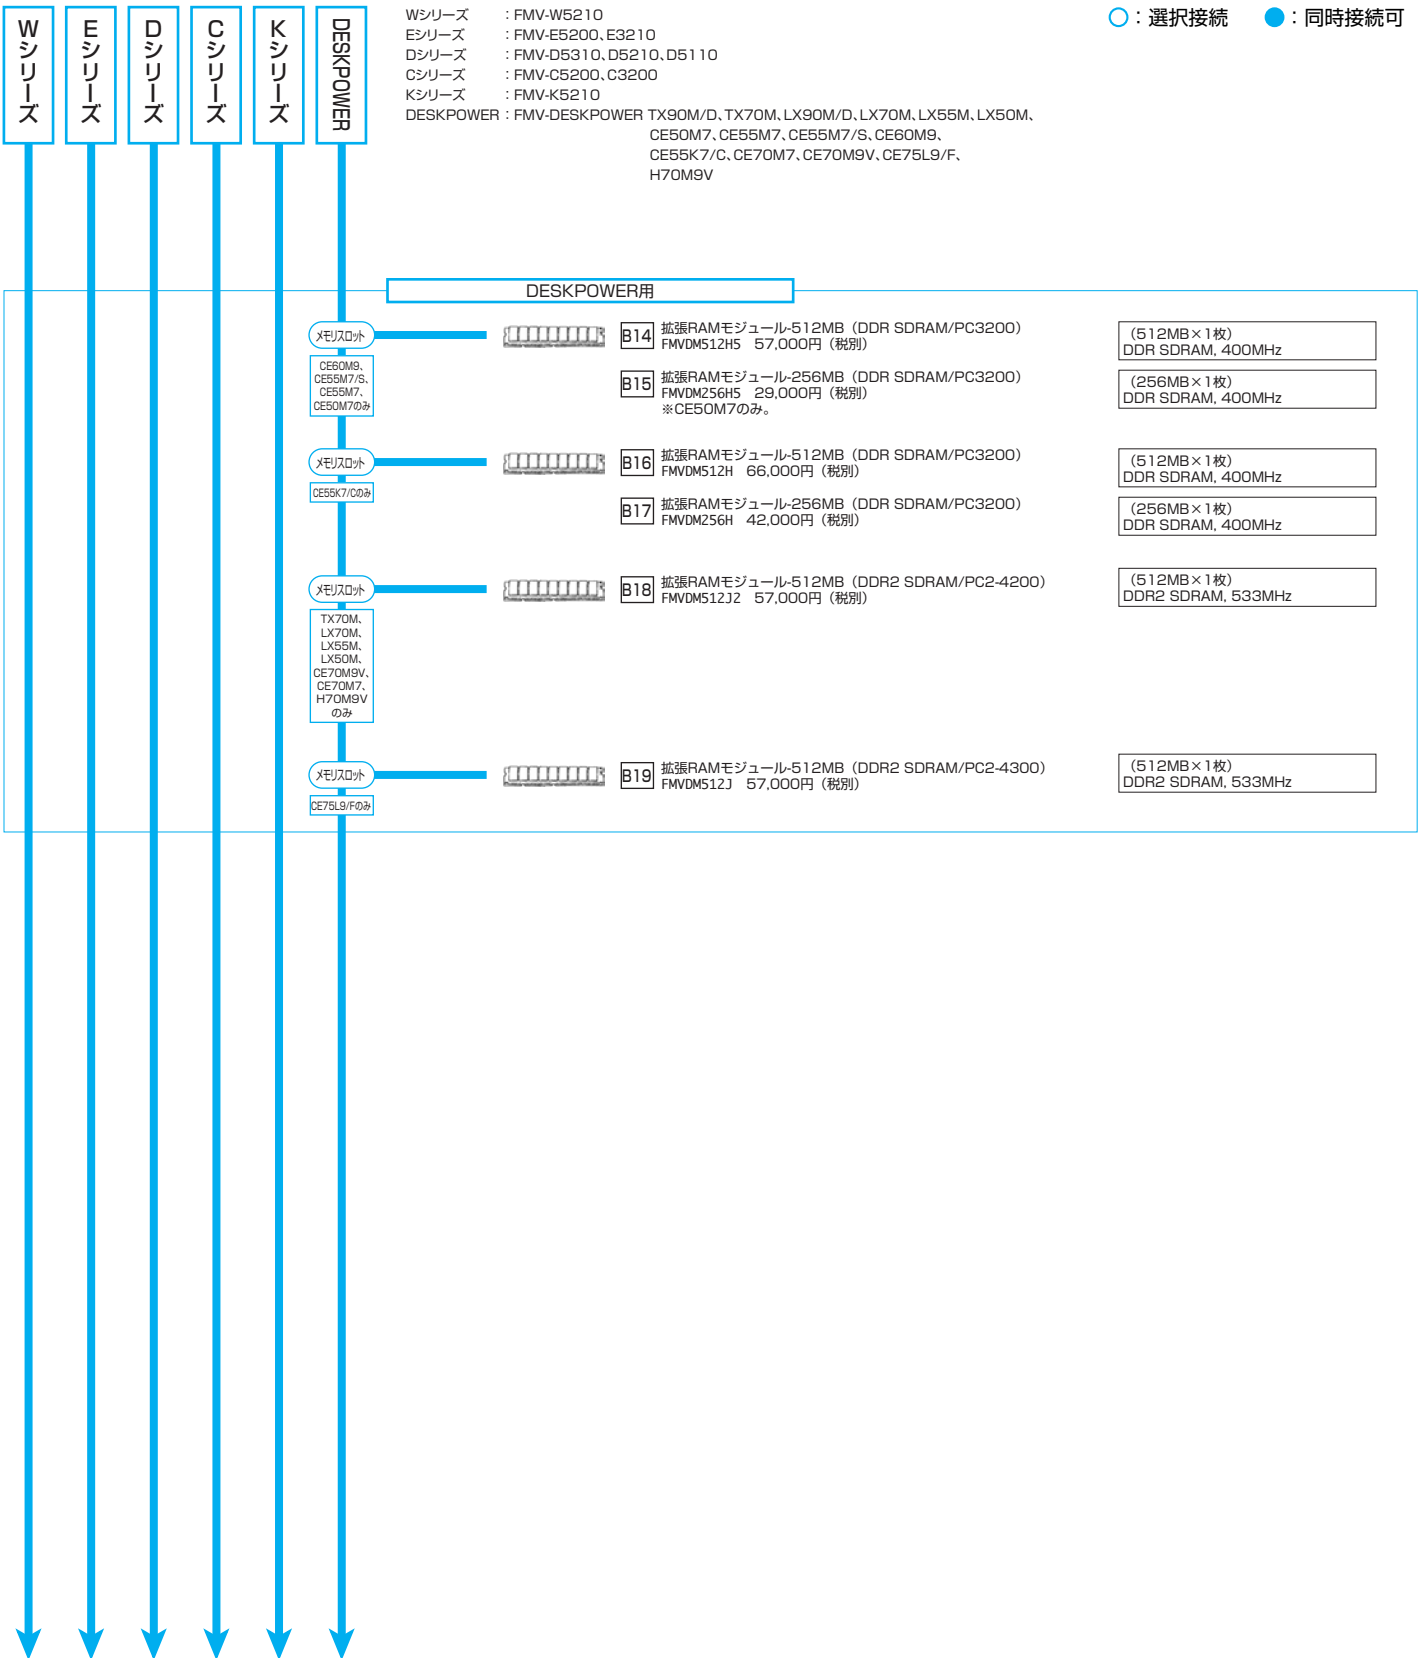 Wシリーズ
Eシリーズ
Dシリーズ
Cシリーズ
Kシリーズ
DESKPOWER
Wシリーズ　：FMV-W5210
Eシリーズ　：FMV-E5200、E3210
Dシリーズ　：FMV-D5310、D5210、D5110
Cシリーズ　：FMV-C5200、C3200
Kシリーズ　：FMV-K5210
DESKPOWER：FMV-DESKPOWER TX90M/D、TX70M、LX90M/D、LX70M、LX55M、LX50M、
CE50M7、CE55M7、CE55M7/S、CE60M9、
CE55K7/C、CE70M7、CE70M9V、CE75L9/F、
H70M9V
○：選択接続　●：同時接続可
DESKPOWER用
メモリスロット
CE60M9、
CE55M7/S、
CE55M7、
CE50M7のみ
B14 拡張RAMモジュール-512MB（DDR SDRAM/PC3200）
FMVDM512H5　57,000円（税別）
（512MB×1枚）
DDR SDRAM, 400MHz
B15 拡張RAMモジュール-256MB（DDR SDRAM/PC3200）
FMVDM256H5　29,000円（税別）
※CE50M7のみ。
（256MB×1枚）
DDR SDRAM, 400MHz
メモリスロット
CE55K7/Cのみ
B16 拡張RAMモジュール-512MB（DDR SDRAM/PC3200）
FMVDM512H　66,000円（税別）
（512MB×1枚）
DDR SDRAM, 400MHz
B17 拡張RAMモジュール-256MB（DDR SDRAM/PC3200）
FMVDM256H　42,000円（税別）
（256MB×1枚）
DDR SDRAM, 400MHz
メモリスロット
TX70M、
LX70M、
LX55M、
LX50M、
CE70M9V、
CE70M7、
H70M9V
のみ
B18 拡張RAMモジュール-512MB（DDR2 SDRAM/PC2-4200）
FMVDM512J2　57,000円（税別）
（512MB×1枚）
DDR2 SDRAM, 533MHz
メモリスロット
CE75L9/Fのみ
B19 拡張RAMモジュール-512MB（DDR2 SDRAM/PC2-4300）
FMVDM512J　57,000円（税別）
（512MB×1枚）
DDR2 SDRAM, 533MHz